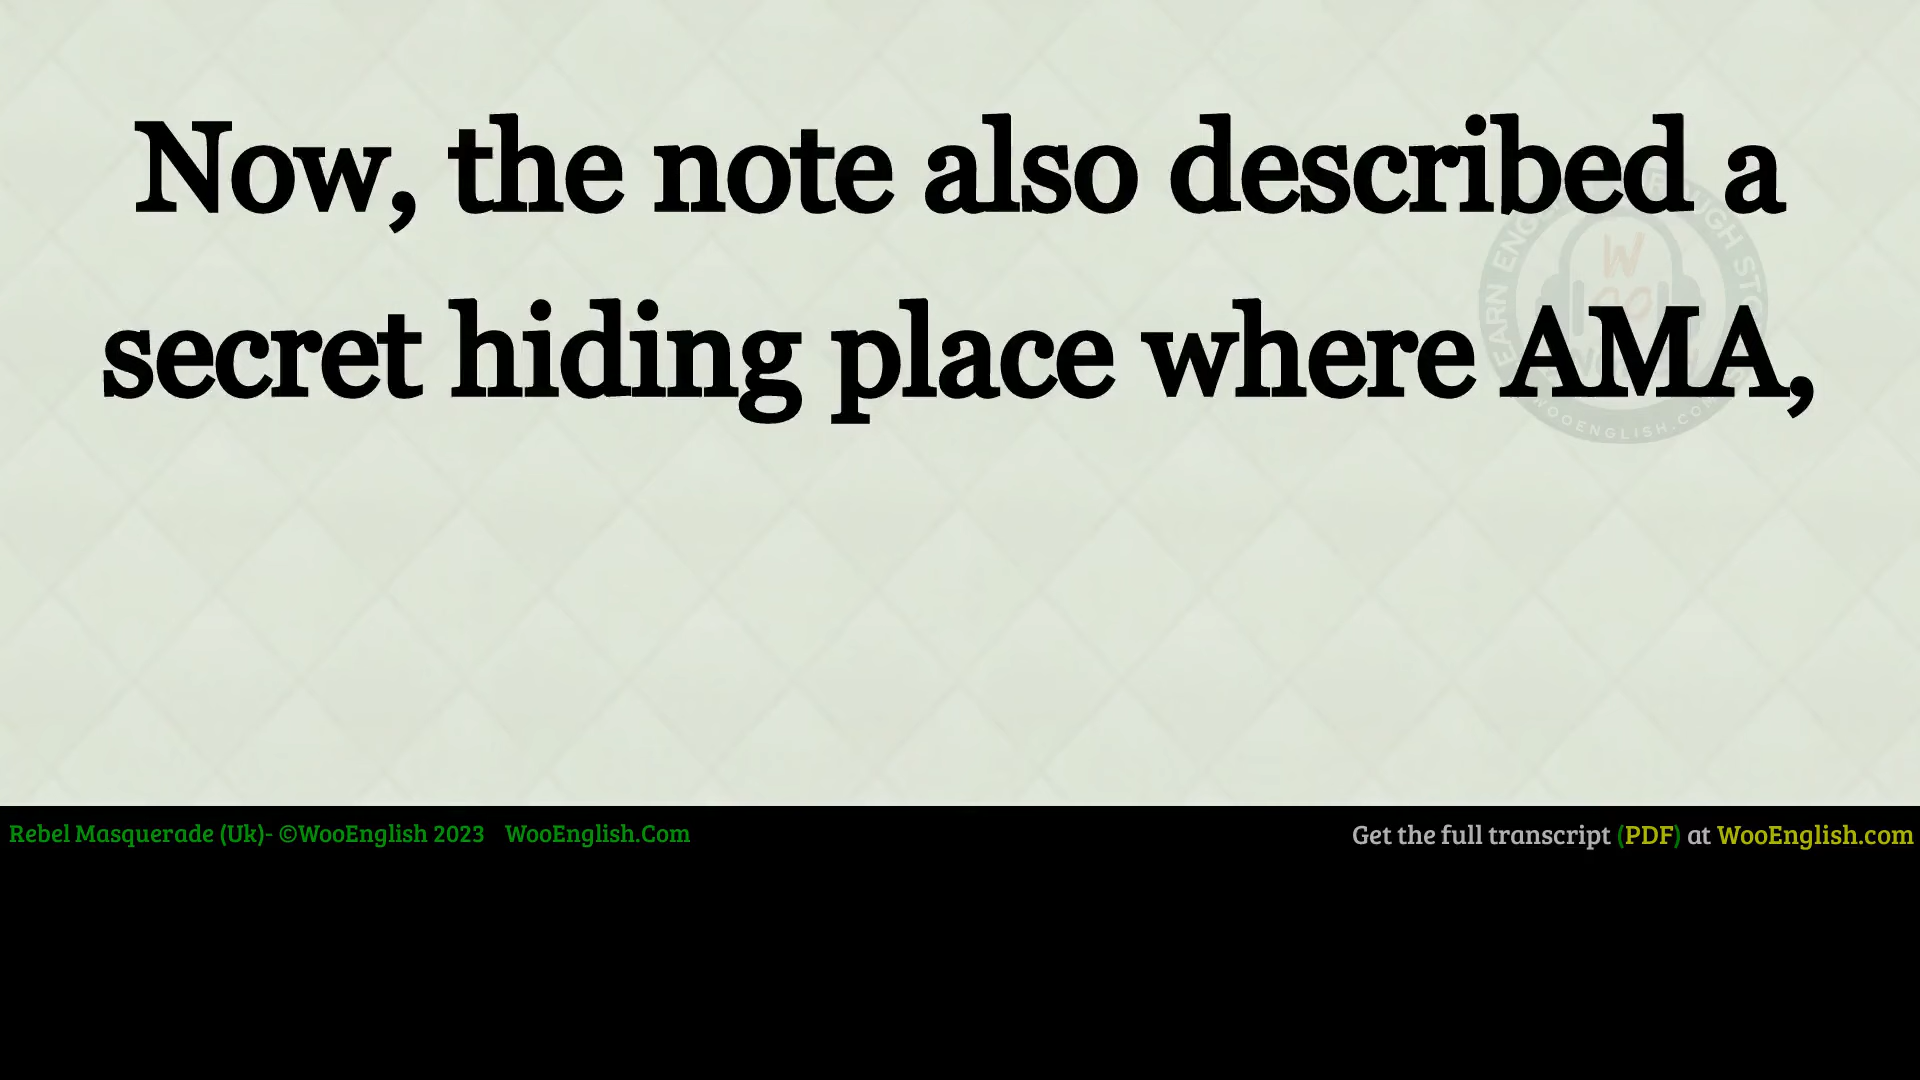 Now, the note also described a
secret hiding place where AMA,
Rebel Masquerade (Uk)- ©WooEnglish 2023 WooEnglish.Com
Get the full transcript (PDF) at WooEnglish.com